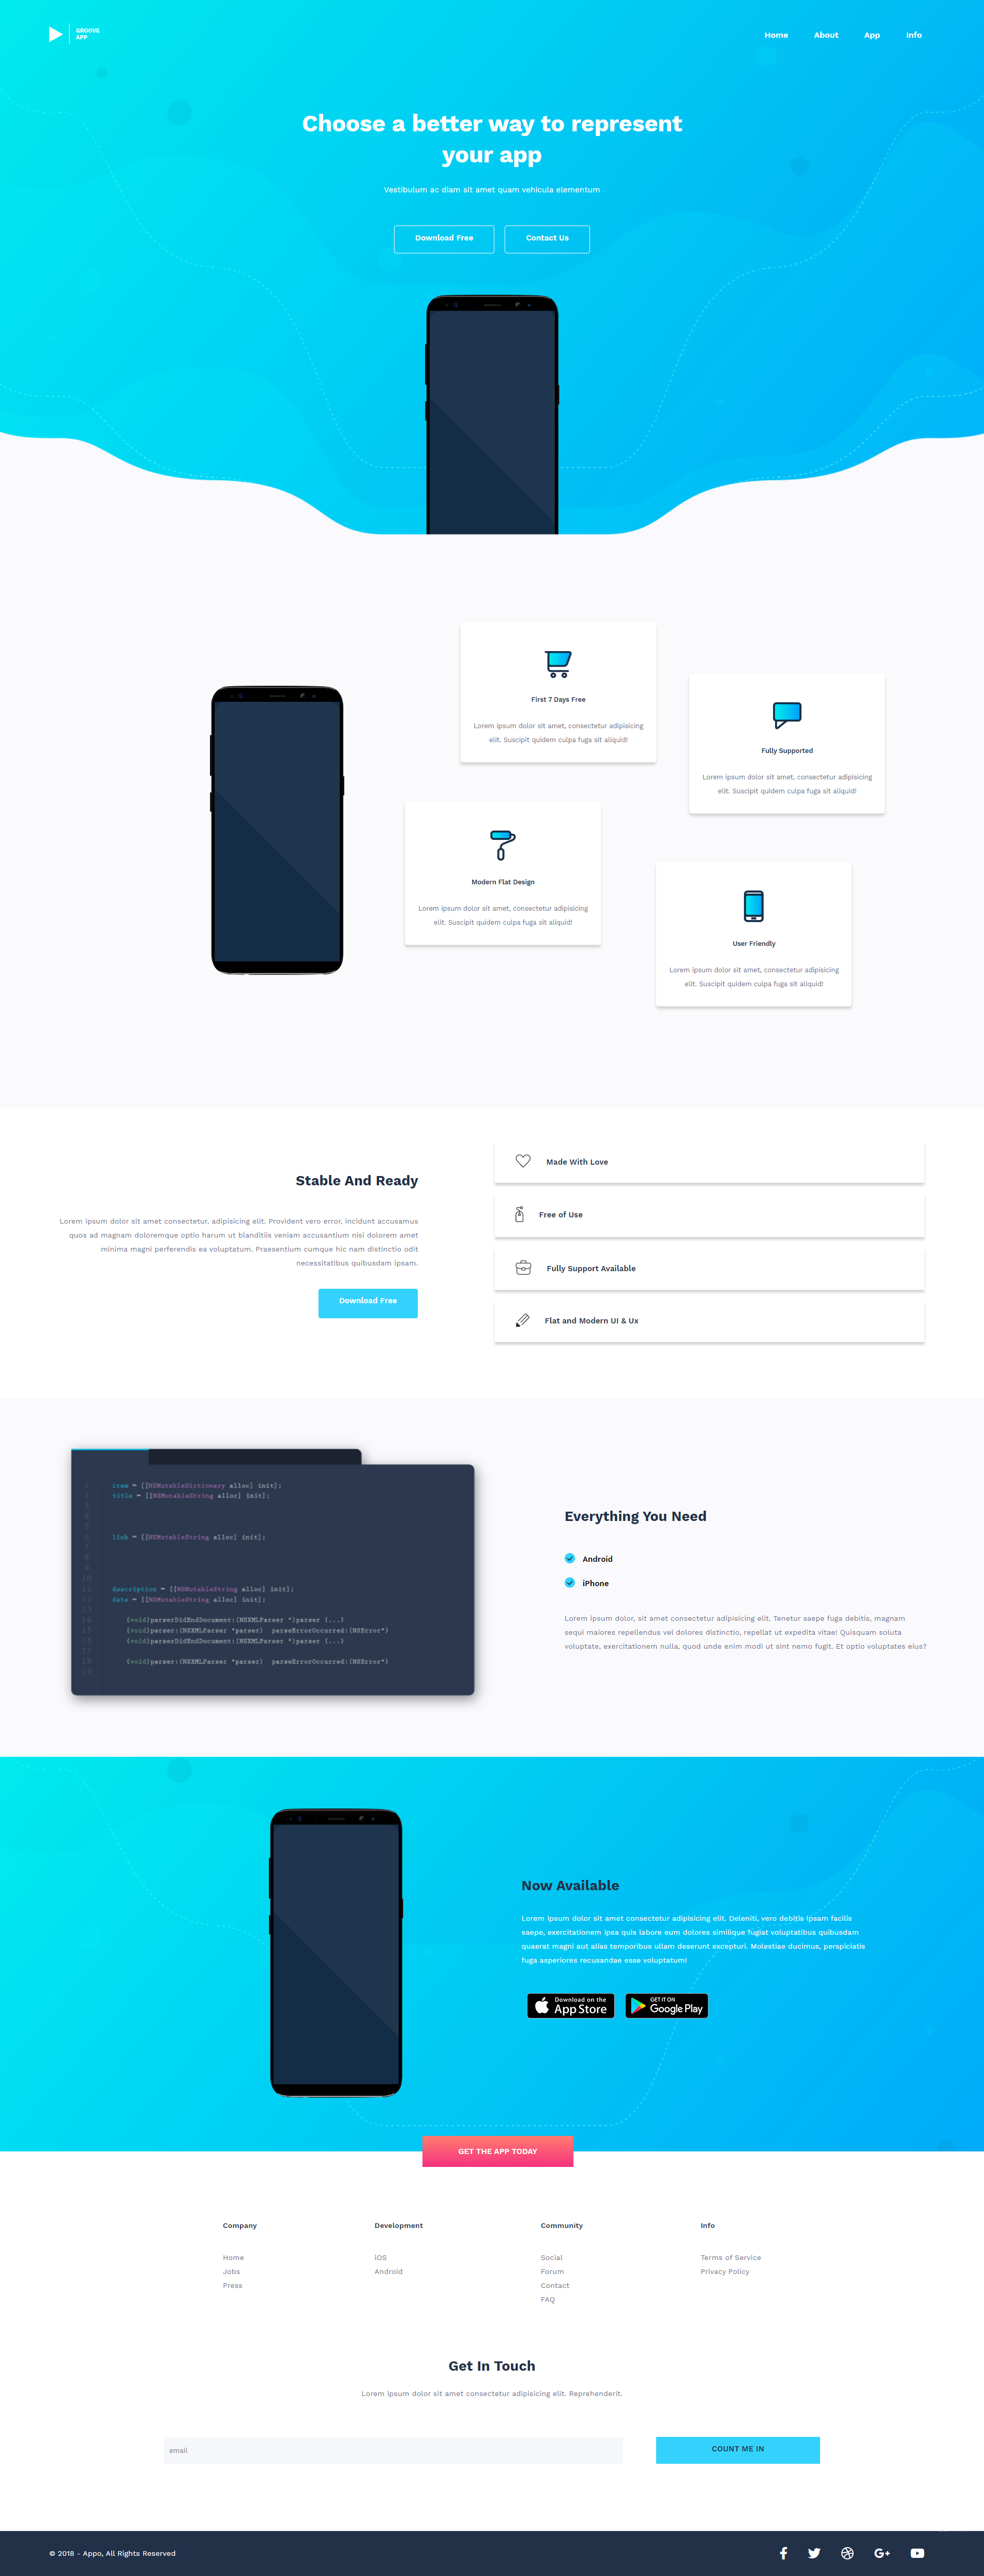 GROOVE
APP
Home About App Info
Choose a better way to represent
your app
Vestibulum ac diam sit amet quam vehicula elementum
Download Free Contact Us
First 7 Days Free
Lorem ipsum dolor sit amet, consectetur adipisicing
elit. Suscipit quidem culpa fuga sit aliquid!
Fully Supported
Lorem ipsum dolor sit amet, consectetur adipisicing
elit. Suscipit quidem culpa fuga sit aliquid!
Modern Flat Design
Lorem ipsum dolor sit amet, consectetur adipisicing
elit. Suscipit quidem culpa fuga sit aliquid!
User Friendly
Lorem ipsum dolor sit amet, consectetur adipisicing
elit. Suscipit quidem culpa fuga sit aliquid!
Stable And Ready
Lorem ipsum dolor sit amet consectetur, adipisicing elit. Provident vero error, incidunt accusamus
quos ad magnam doloremque optio harum ut blanditiis veniam accusantium nisi dolorem amet
minima magni perferendis ea voluptatum. Praesentium cumque hic nam distinctio odit
necessitatibus quibusdam ipsam.
Download Free
Made With Love
Free of Use
Fully Support Available
Flat and Modern UI & Ux
1 item = [[NSMutableDictionary alloc] init];
2 title = [[NSMutableString alloc] init];
3
4
5
6 link = [[NSMutableString alloc] init];
7
8
9
10
11 description = [[NSMutableString alloc] init];
12 date = [[NSMutableString alloc] init];
13
14 (void)parserDidEndDocument:(NSXMLParser *)parser {...}
15 (void)parser:(NSXMLParser *parser) parseErrorOccurred:(NSError*)
16 (void)parserDidEndDocument:(NSXMLParser *)parser {...}
17
18 (void)parser:(NSXMLParser *parser) parseErrorOccurred:(NSError*)
19
Everything You Need
Android
iPhone
Lorem ipsum dolor, sit amet consectetur adipisicing elit. Tenetur saepe fuga debitis, magnam
sequi maiores repellendus vel dolores distinctio, repellat ut expedita vitae! Quisquam soluta
voluptate, exercitationem nulla, quod unde enim modi ut sint nemo fugit. Et optio voluptates eius?
Now Available
Lorem ipsum dolor sit amet consectetur adipisicing elit. Deleniti, vero debitis ipsam facilis
saepe, exercitationem ipsa quis labore eum dolores similique fugiat voluptatibus quibusdam
quaerat magni aut alias temporibus ullam deserunt excepturi. Molestiae ducimus, perspiciatis
fuga asperiores recusandae esse voluptatum!
Download on the
App Store
GET IT ON
Google Play
GET THE APP TODAY
Company
Home
Jobs
Press
Development
iOS
Android
Community
Social
Forum
Contact
FAQ
Info
Terms of Service
Privacy Policy
Get In Touch
Lorem ipsum dolor sit amet consectetur adipisicing elit. Reprehenderit.
email
COUNT ME IN
© 2018 - Appo, All Rights Reserved